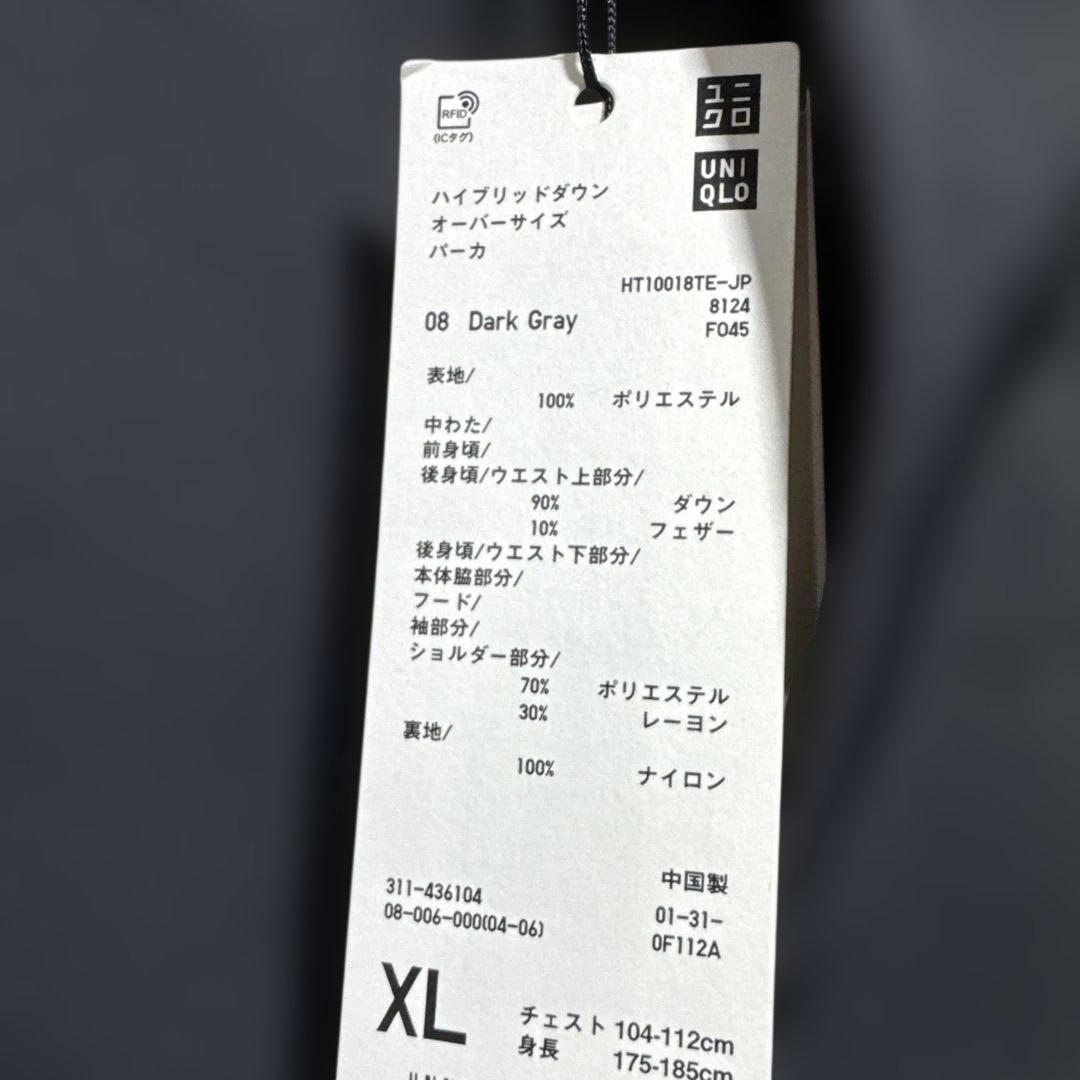 RFID
(ICタグ)
ユニ
クロ
UNI
QLO
ハイブリッドダウン
オーバーサイズ
パーカ
HT10018TE-JP
8124
F045
08 Dark Gray
表地/
100% ポリエステル
中わた/
前身頃/
後身頃/ウエスト上部分/
90% ダウン
10% フェザー
後身頃/ウエスト下部分/
本体脇部分/
フード/
袖部分/
ショルダー部分/
70% ポリエステル
30% レーヨン
裏地/
100% ナイロン
中国製
311-436104
08-006-000(04-06)
01-31-
0F112A
XL
チェスト 104-112cm
身長 175-185cm